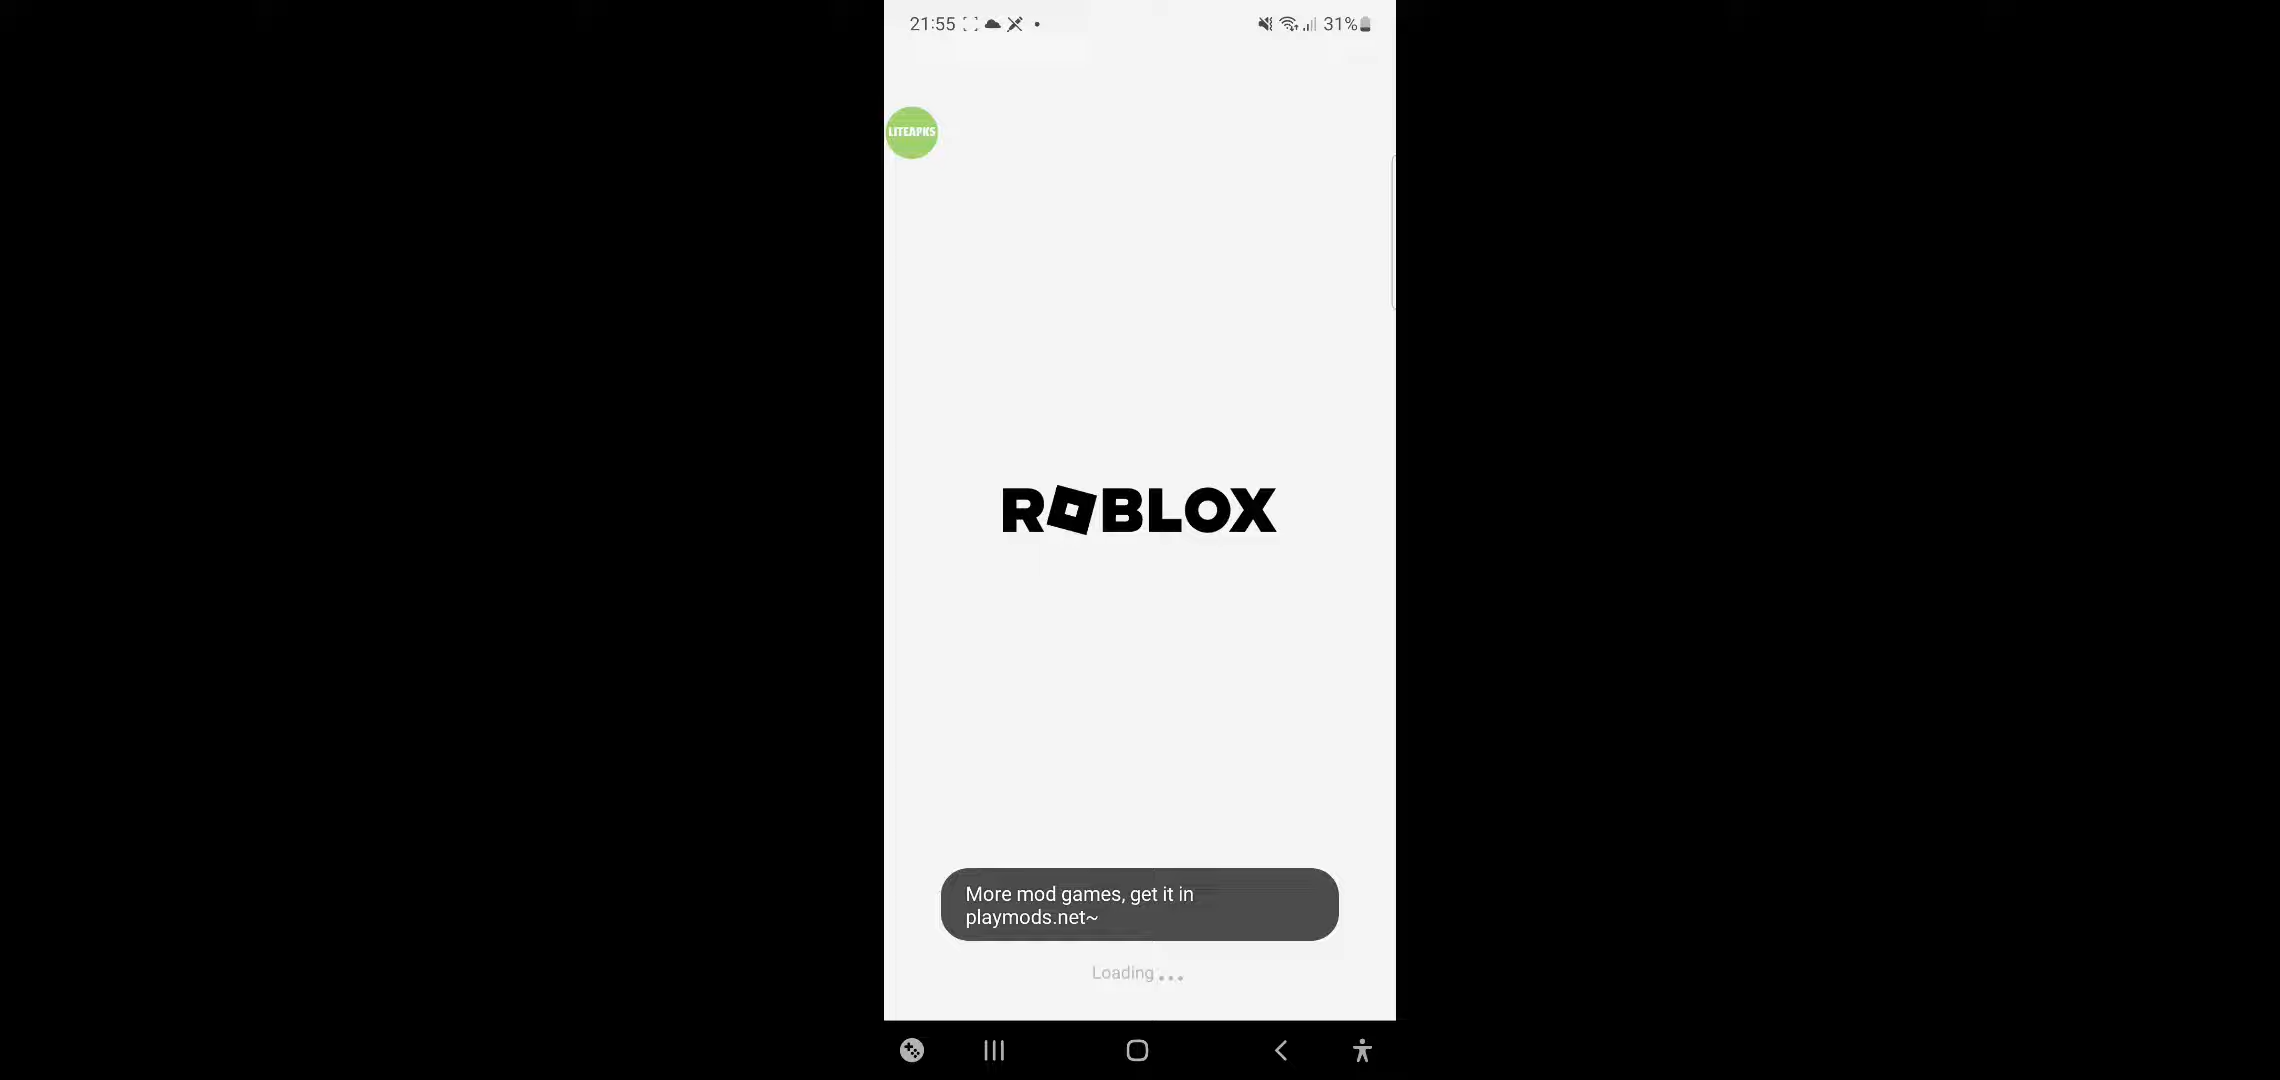 21:55
31%
LITEAPKS
ROBLOX
More mod games, get it in
playmods.net~
Loading...